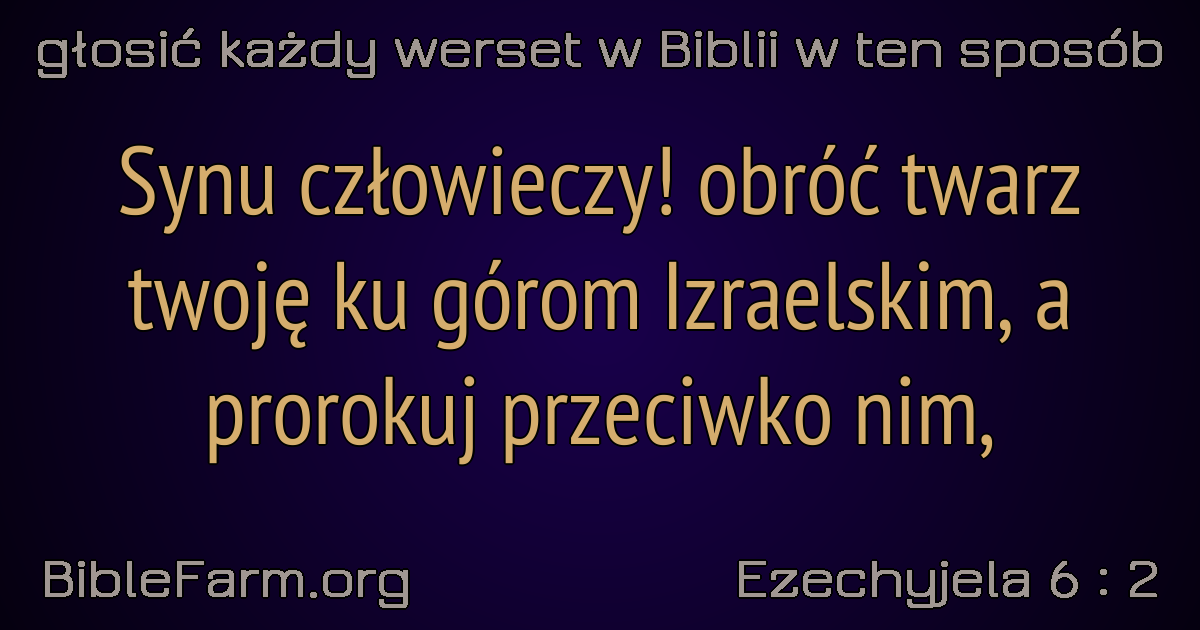 głosić każdy werset w Biblii w ten sposób
Synu człowieczy! obróć twarz
twoję ku górom Izraelskim, a
prorokuj przeciwko nim,
BibleFarm.org
Ezechyjela 6 : 2